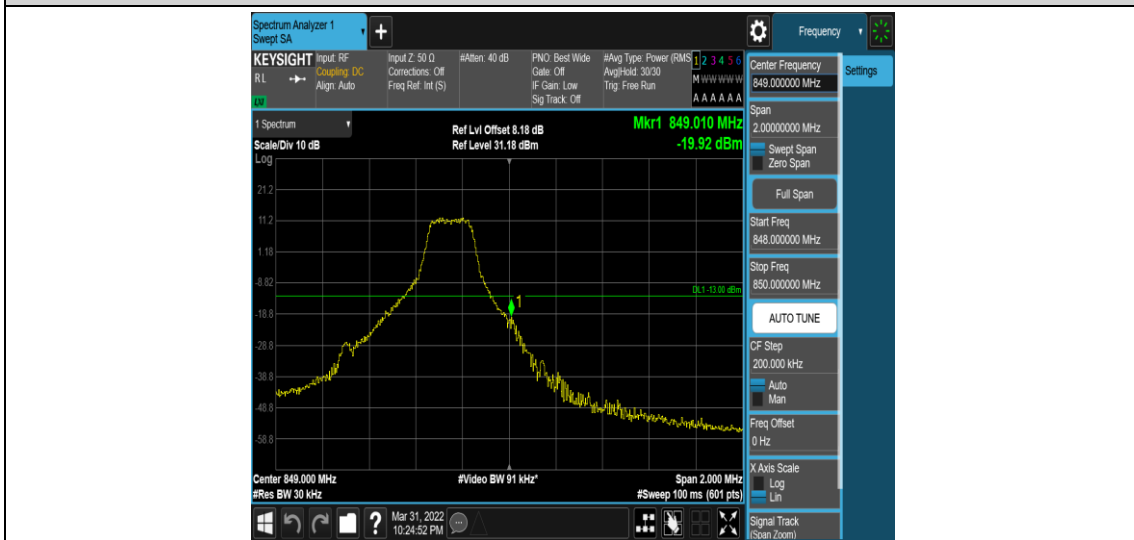 Spectrum Analyzer 1
Swept SA
Frequency
KEYSIGHT
RL
Input: RF
Coupling: DC
Align: Auto
Input Z: 50 Ω
Corrections: Off
Freq Ref: Int (S)
#Atten: 40 dB
PNO: Best Wide
Gate: Off
IF Gain: Low
Sig Track: Off
#Avg Type: Power (RMS
Avg|Hold: 30/30
Trig: Free Run
1 2 3 4 5 6
M W W W W W
A A A A A A
1 Spectrum
Scale/Div 10 dB
Ref Lvl Offset 8.18 dB
Ref Level 31.18 dBm
Mkr1 849.010 MHz
-19.92 dBm
Log
21.2
11.2
1.18
-8.82
-18.8
-28.8
-38.8
-48.8
-58.8
DL1 -13.00 dBm
1
Center 849.000 MHz
#Res BW 30 kHz
#Video BW 91 kHz*
Span 2.000 MHz
#Sweep 100 ms (601 pts)
Mar 31, 2022
10:24:52 PM
Center Frequency
849.000000 MHz
Settings
Span
2.00000000 MHz
Swept Span
Zero Span
Full Span
Start Freq
848.000000 MHz
Stop Freq
850.000000 MHz
AUTO TUNE
CF Step
200.000 kHz
Auto
Man
Freq Offset
0 Hz
X Axis Scale
Log
Lin
Signal Track
(Span Zoom)